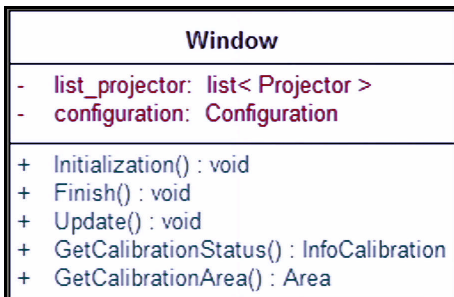 Window
- list_projector: list< Projector >
- configuration: Configuration
+ Initialization() : void
+ Finish() : void
+ Update() : void
+ GetCalibrationStatus() : InfoCalibration
+ GetCalibrationArea() : Area